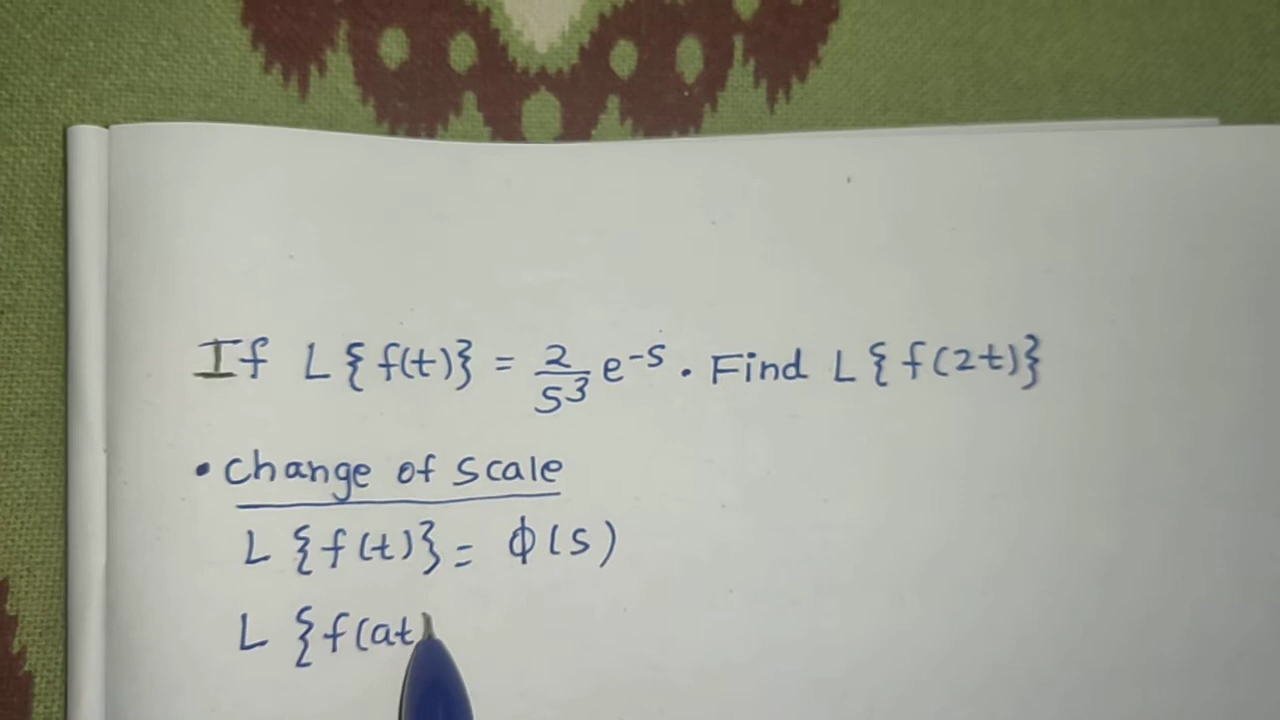 If L{f(t)} = 2/s³ e^-s . Find L{f(2t)}
• Change of Scale
L {f(t)} = φ(s)
L {f(at)